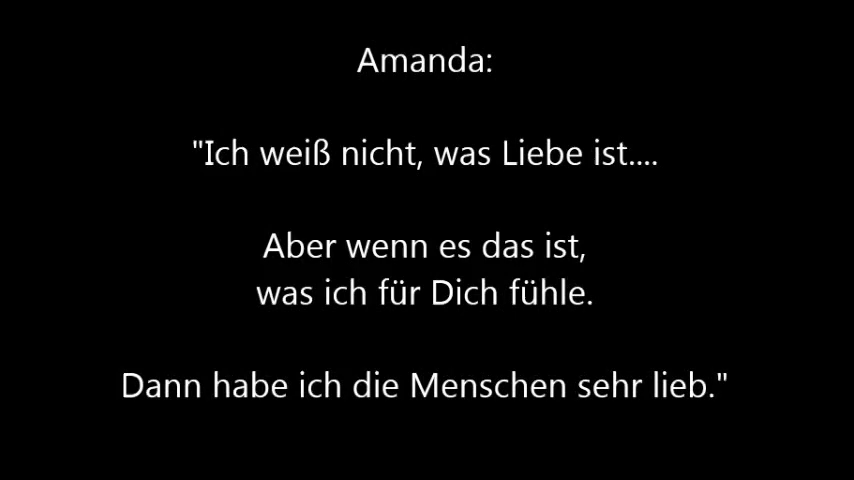 Amanda:
"Ich weiß nicht, was Liebe ist....
Aber wenn es das ist,
was ich für Dich fühle.
Dann habe ich die Menschen sehr lieb."